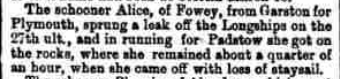 The schooner Alice, of Fowey, from Garston for
Plymouth, sprung a leak off the Longships on the
27th ult., and in running for Padstow she got on
the rocks, where she remained about a quarter of
an hour, when she came off with loss of staysail.